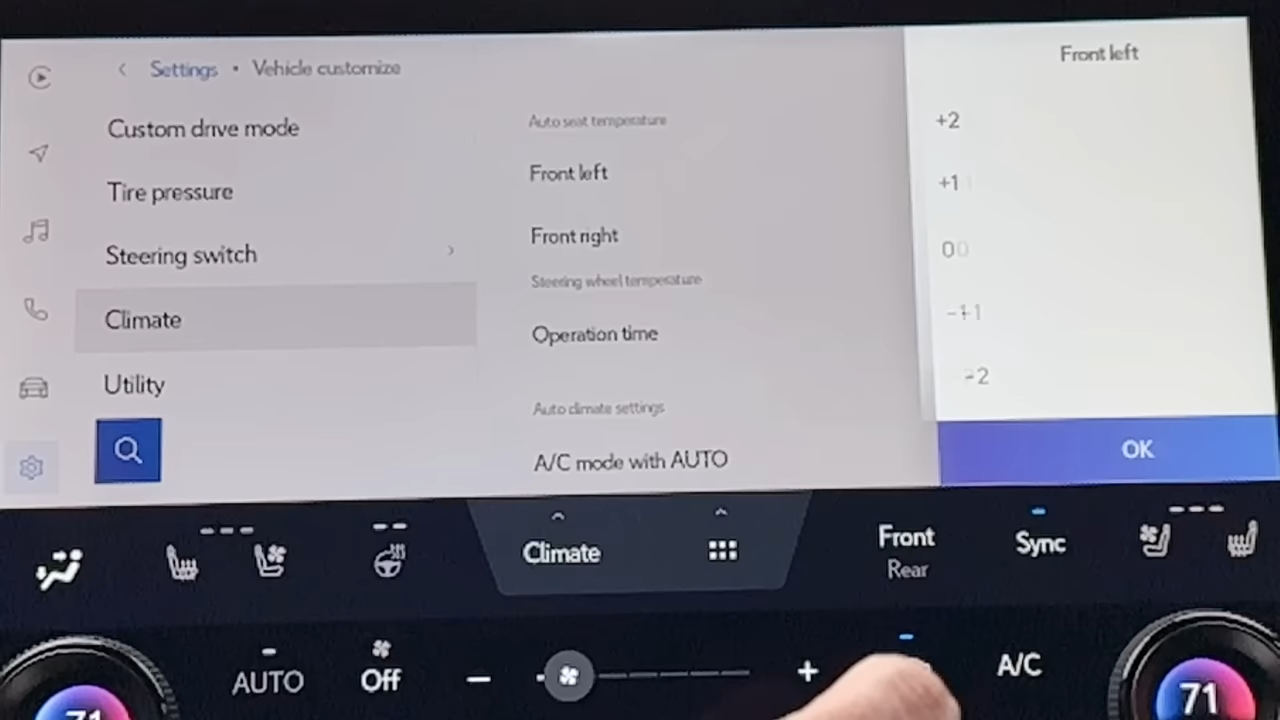 Settings • Vehicle customize
Custom drive mode
Tire pressure
Steering switch
Climate
Utility
Auto seat temperature
Front left
Front right
Steering wheel temperature
Operation time
Auto climate settings
A/C mode with AUTO
Front left
+2
+1
0
-1
-2
OK
Climate
Front
Rear
Sync
AUTO
Off
A/C
71
71